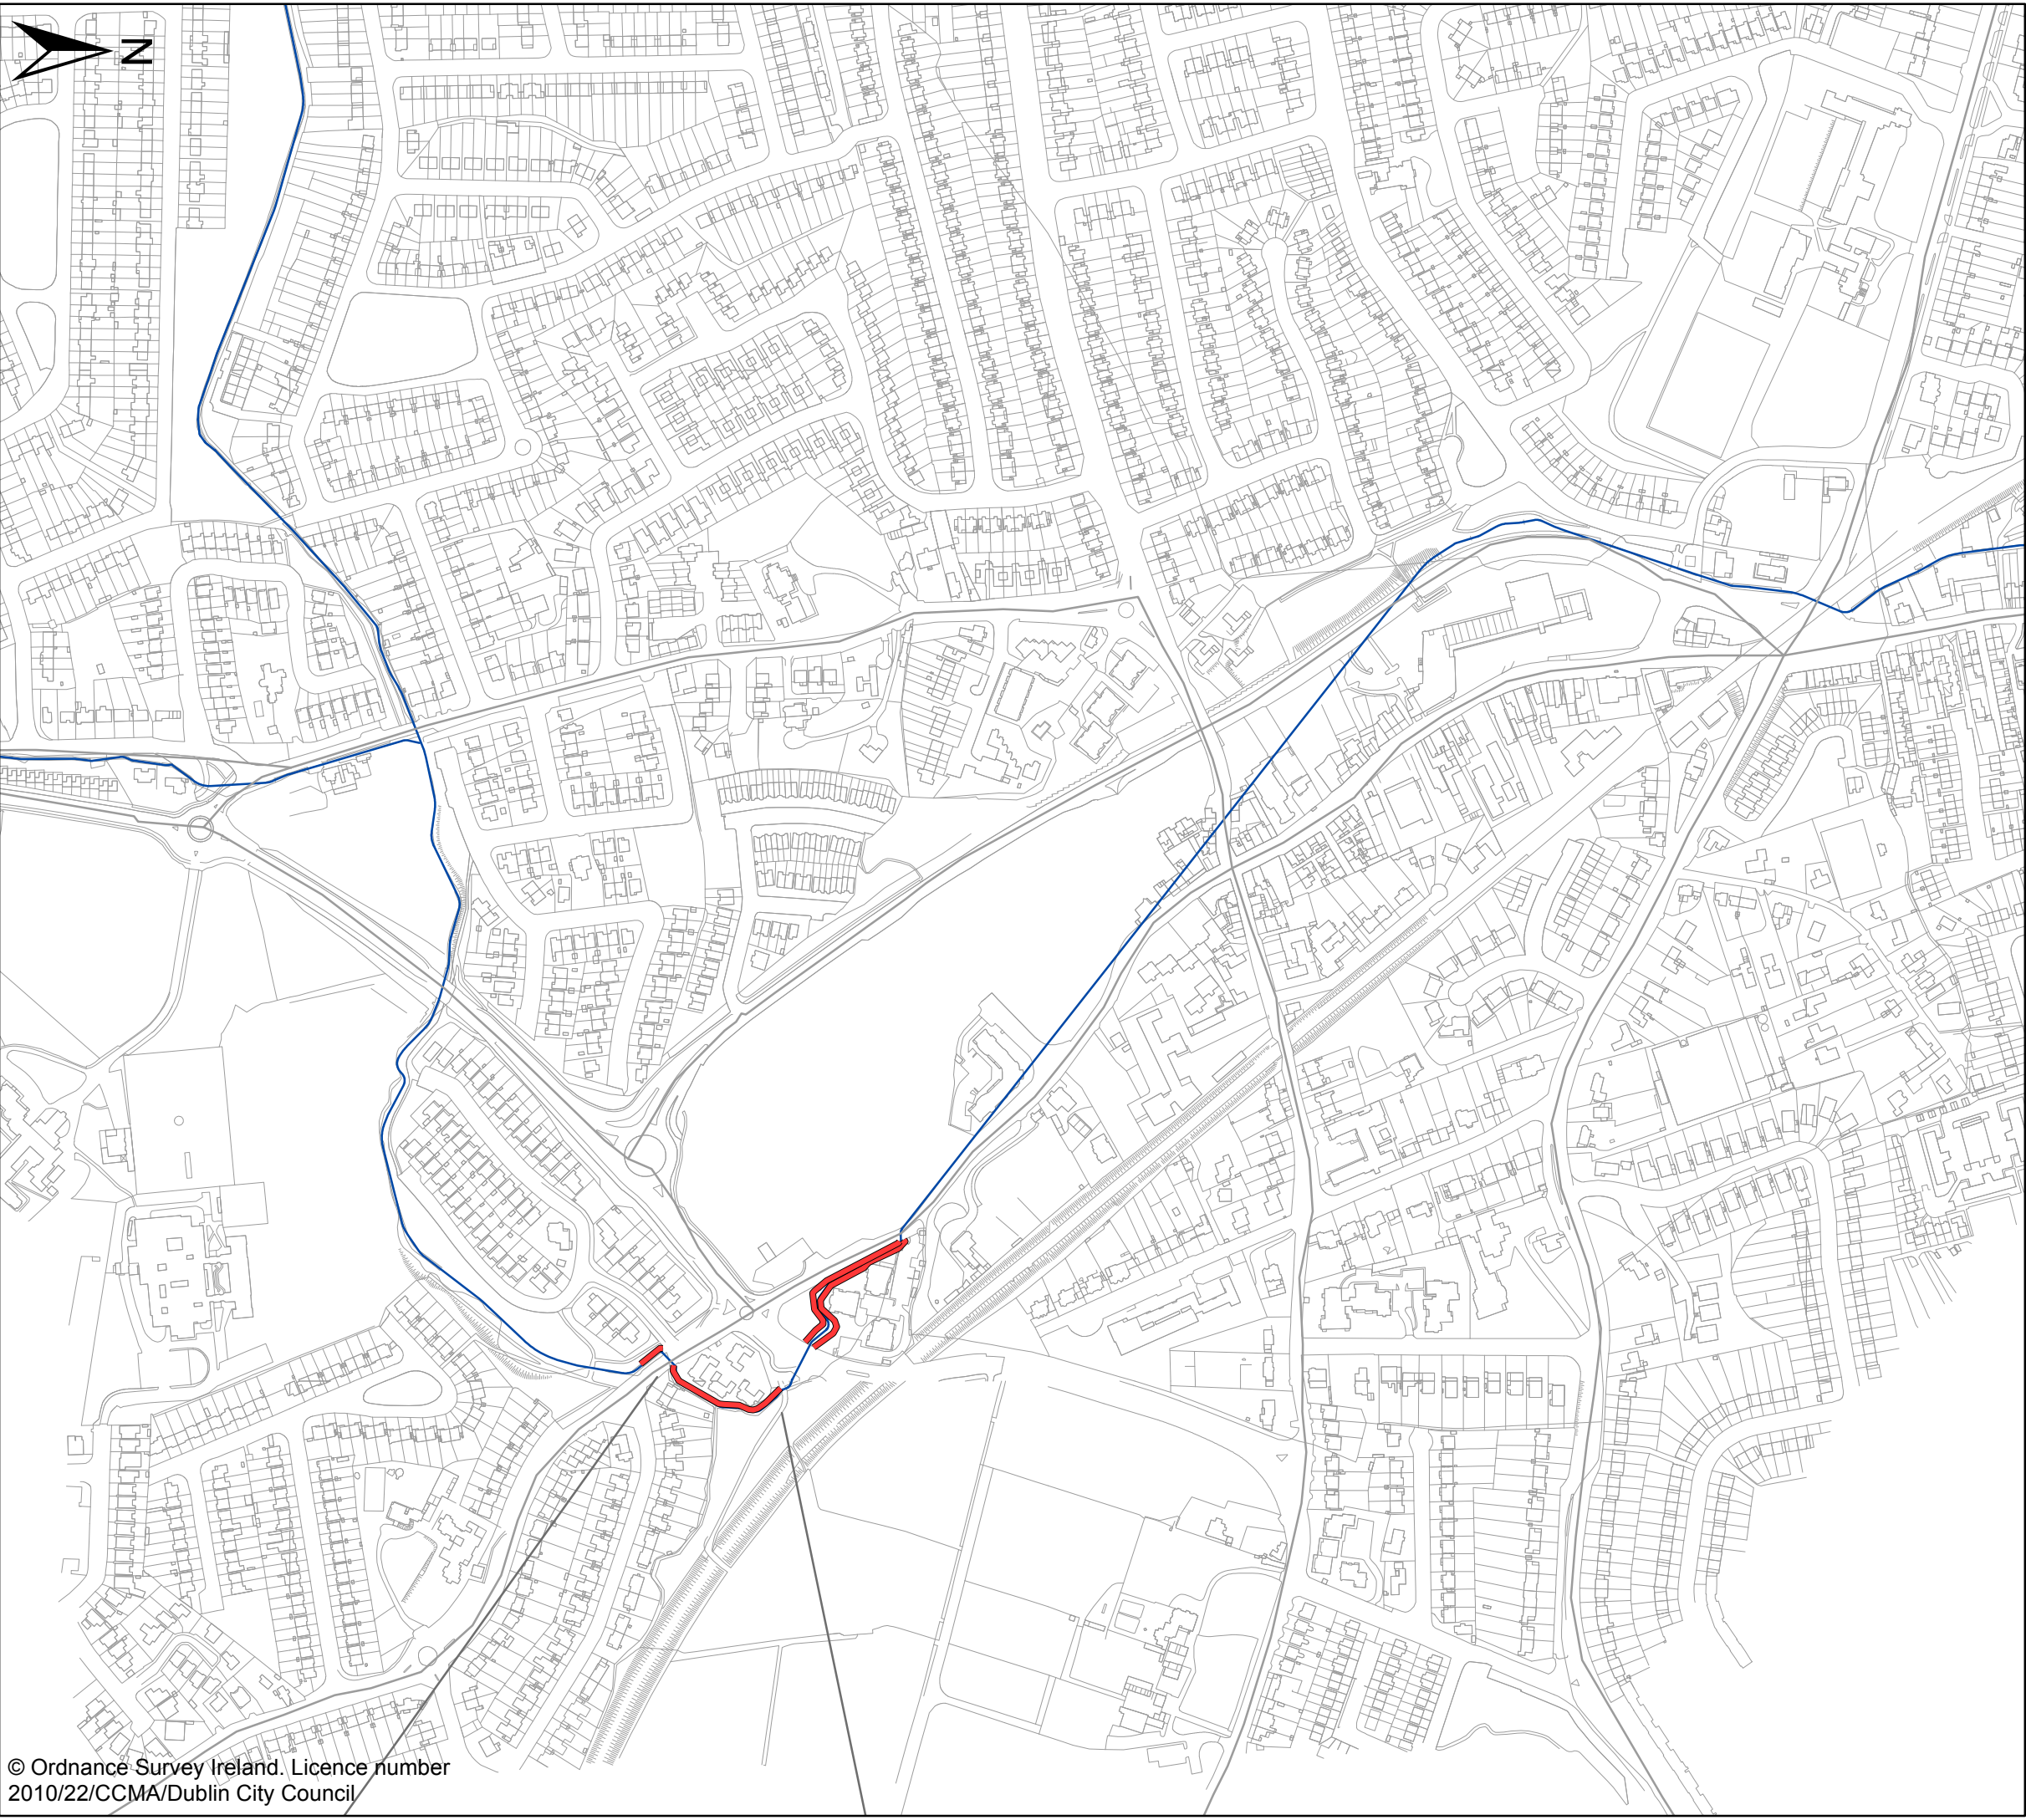 N
© Ordnance Survey Ireland. Licence number
2010/22/CCMA/Dublin City Council